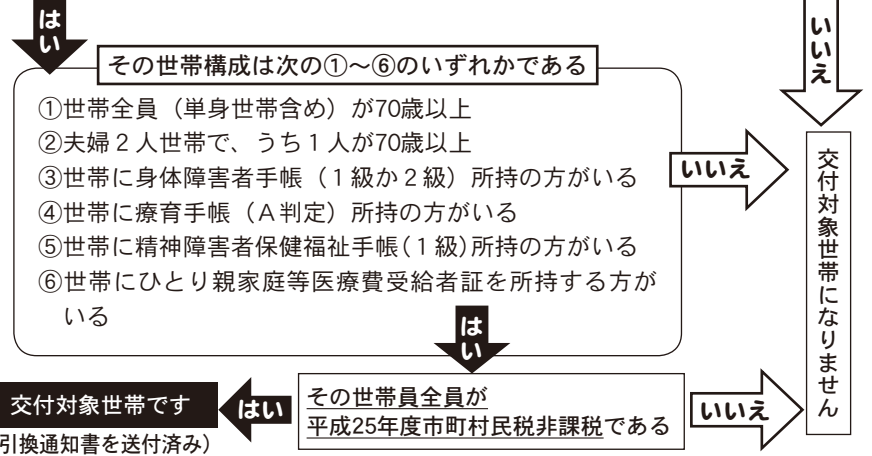 はい
いいえ
その世帯構成は次の①～⑥のいずれかである
①世帯全員（単身世帯含め）が70歳以上
②夫婦２人世帯で、うち１人が70歳以上
③世帯に身体障害者手帳（１級か２級）所持の方がいる
④世帯に療育手帳（Ａ判定）所持の方がいる
⑤世帯に精神障害者保健福祉手帳（１級）所持の方がいる
⑥世帯にひとり親家庭等医療費受給者証を所持する方が
いる
いいえ
交付対象世帯になりません
はい
その世帯員全員が
平成25年度市町村民税非課税である
いいえ
はい
交付対象世帯です
引換通知書を送付済み）